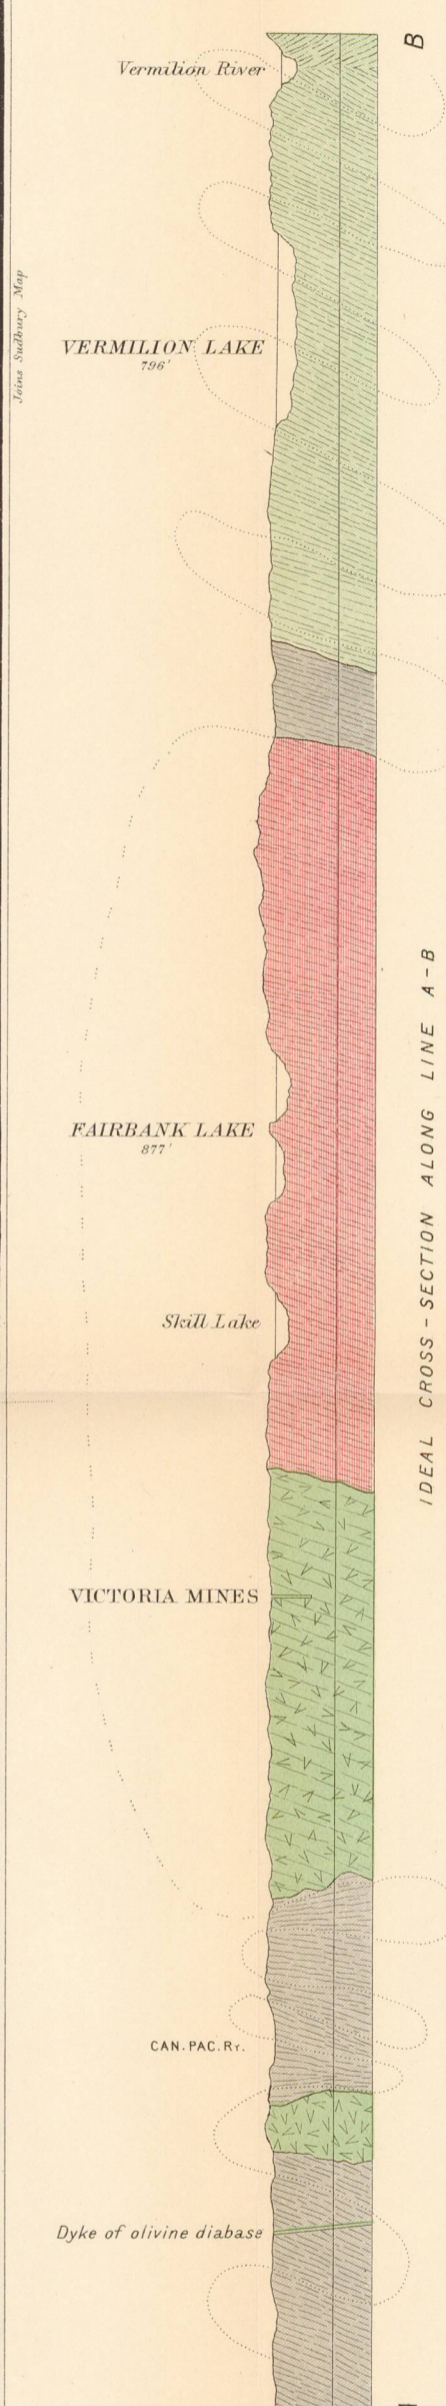 B
Vermilion River
Joins Sudbury Map
VERMILION LAKE
796'
FAIRBANK LAKE
877'
IDEAL CROSS-SECTION ALONG LINE A-B
Skill Lake
VICTORIA MINES
CAN. PAC. Ry.
Dyke of olivine diabase